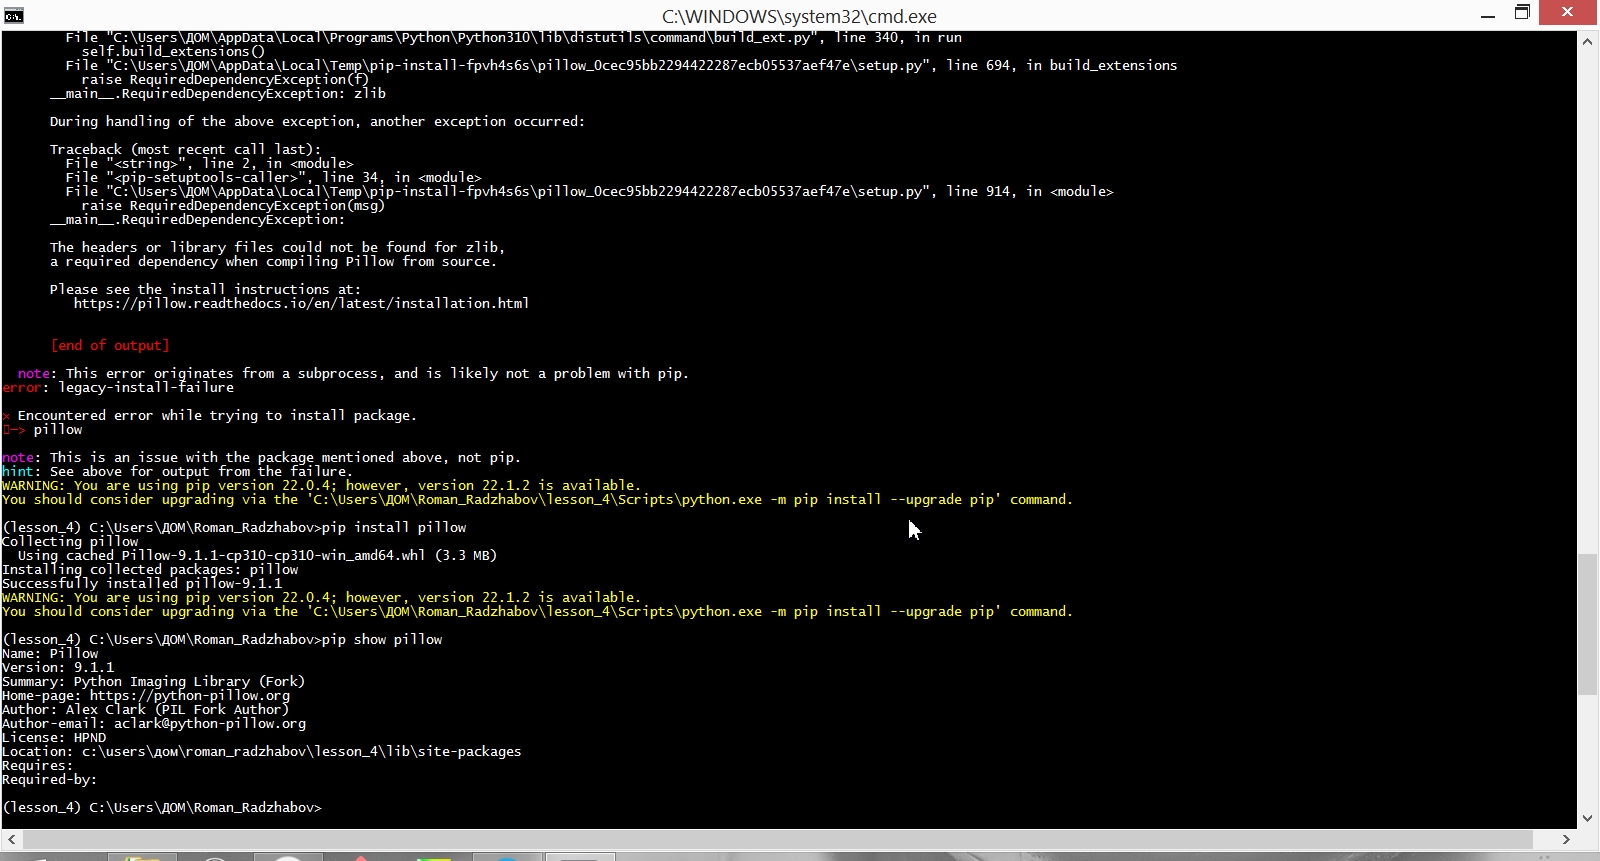 C:\WINDOWS\system32\cmd.exe
File "C:\Users\ДОМ\AppData\Local\Programs\Python\Python310\lib\distutils\command\build_ext.py", line 340, in run
self.build_extensions()
File "C:\Users\ДОМ\AppData\Local\Temp\pip-install-fpvh4s6s\pillow_0cec95bb2294422287ecb05537aef47e\setup.py", line 694, in build_extensions
raise RequiredDependencyException(f)
__main__.RequiredDependencyException: zlib
During handling of the above exception, another exception occurred:
Traceback (most recent call last):
File "<string>", line 2, in <module>
File "<pip-setuptools-caller>", line 34, in <module>
File "C:\Users\ДОМ\AppData\Local\Temp\pip-install-fpvh4s6s\pillow_0cec95bb2294422287ecb05537aef47e\setup.py", line 914, in <module>
raise RequiredDependencyException(msg)
__main__.RequiredDependencyException:
The headers or library files could not be found for zlib,
a required dependency when compiling Pillow from source.
Please see the install instructions at:
https://pillow.readthedocs.io/en/latest/installation.html
[end of output]
note: This error originates from a subprocess, and is likely not a problem with pip.
error: legacy-install-failure
× Encountered error while trying to install package.
─> pillow
note: This is an issue with the package mentioned above, not pip.
hint: See above for output from the failure.
WARNING: You are using pip version 22.0.4; however, version 22.1.2 is available.
You should consider upgrading via the 'C:\Users\ДОМ\Roman_Radzhabov\lesson_4\Scripts\python.exe -m pip install --upgrade pip' command.
(lesson_4) C:\Users\ДОМ\Roman_Radzhabov>pip install pillow
Collecting pillow
Using cached Pillow-9.1.1-cp310-cp310-win_amd64.whl (3.3 MB)
Installing collected packages: pillow
Successfully installed pillow-9.1.1
WARNING: You are using pip version 22.0.4; however, version 22.1.2 is available.
You should consider upgrading via the 'C:\Users\ДОМ\Roman_Radzhabov\lesson_4\Scripts\python.exe -m pip install --upgrade pip' command.
(lesson_4) C:\Users\ДОМ\Roman_Radzhabov>pip show pillow
Name: Pillow
Version: 9.1.1
Summary: Python Imaging Library (Fork)
Home-page: https://python-pillow.org
Author: Alex Clark (PIL Fork Author)
Author-email: aclark@python-pillow.org
License: HPND
Location: c:\users\дом\roman_radzhabov\lesson_4\lib\site-packages
Requires:
Required-by:
(lesson_4) C:\Users\ДОМ\Roman_Radzhabov>